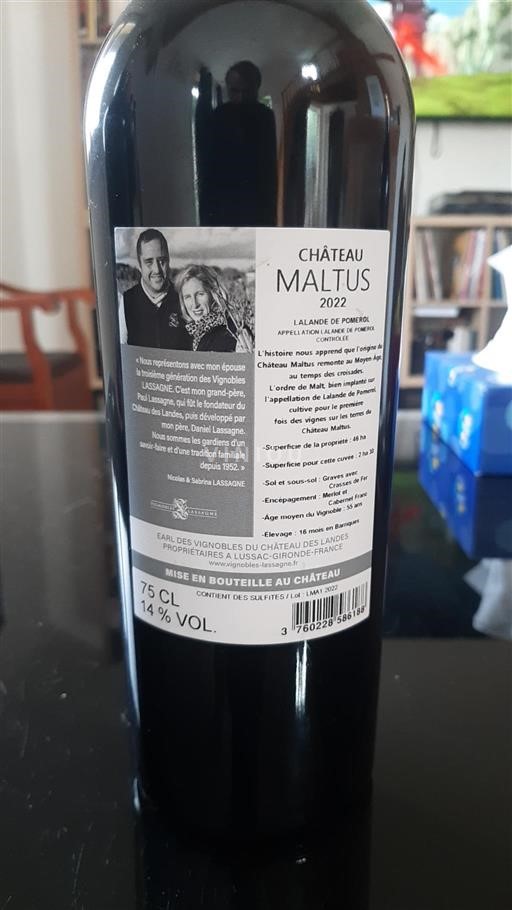 CHÂTEAU
MALTUS
2022
LALANDE DE POMEROL
APPELLATION LALANDE DE POMEROL
CONTRÔLÉE
L'histoire nous apprend que l'origine du
Château Maltus remonte au Moyen Age,
au temps des croisades.
L'ordre de Malt, bien implanté sur
l'appellation de Lalande de Pomerol,
cultive pour la première
fois des vignes sur les terres du
Château Maltus.
-Superficie de la propriété : 46 ha
-Superficie pour cette cuvée : 2 ha 30
-Sol et sous-sol : Graves avec
Crasses de Fer
-Encépagement : Merlot et
Cabernet Franc
-Âge moyen du Vignoble : 55 ans
-Elevage : 16 mois en Barriques
« Nous représentons avec mon épouse
la troisième génération des Vignobles
LASSAGNE. C'est mon grand-père,
Paul Lassagne, qui fût le fondateur du
Château des Landes, puis développé par
mon père, Daniel Lassagne.
Nous sommes les gardiens d'un
savoir-faire et d'une tradition familiale
depuis 1952. »
Nicolas & Sabrina LASSAGNE
VIGNOBLES LASSAGNE
EARL DES VIGNOBLES DU CHÂTEAU DES LANDES
PROPRIÉTAIRES A LUSSAC-GIRONDE-FRANCE
www.vignobles-lassagne.fr
MISE EN BOUTEILLE AU CHÂTEAU
CONTIENT DES SULFITES / Lot : LMA1 2022
75 CL
14 % VOL.
3 760228 586188